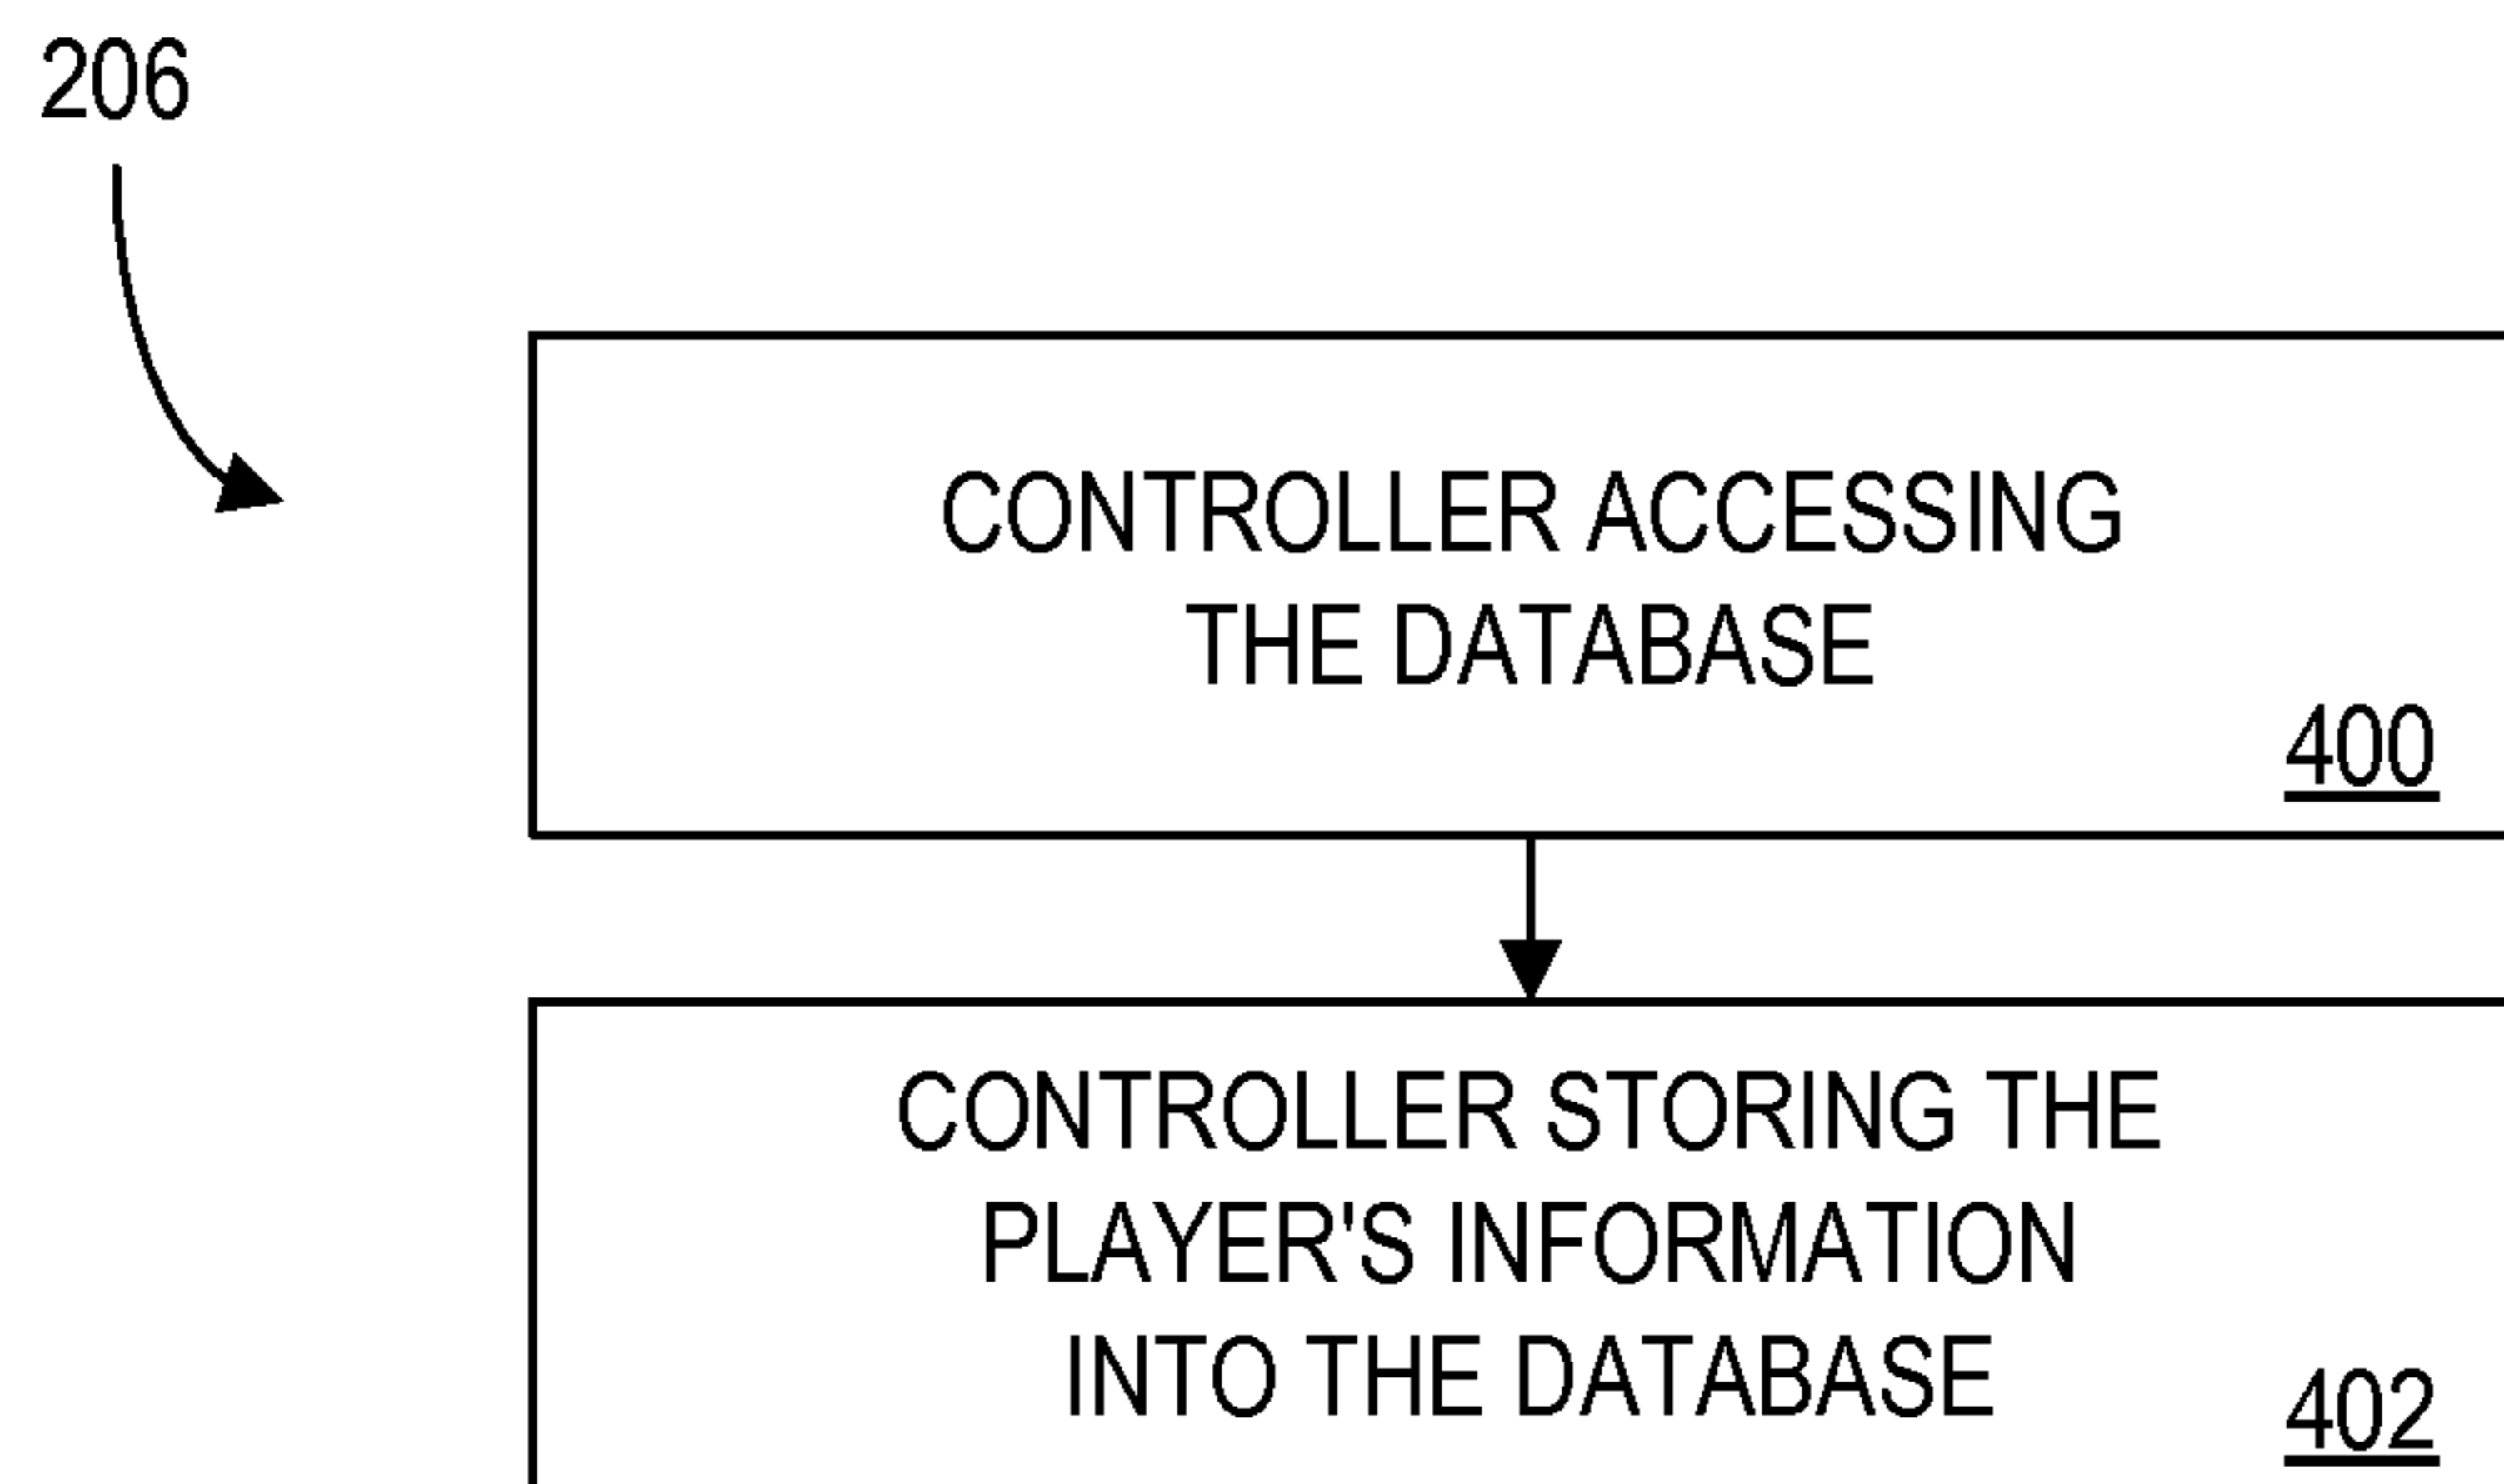 206
CONTROLLER ACCESSING
THE DATABASE
400
CONTROLLER STORING THE
PLAYER'S INFORMATION
INTO THE DATABASE
402